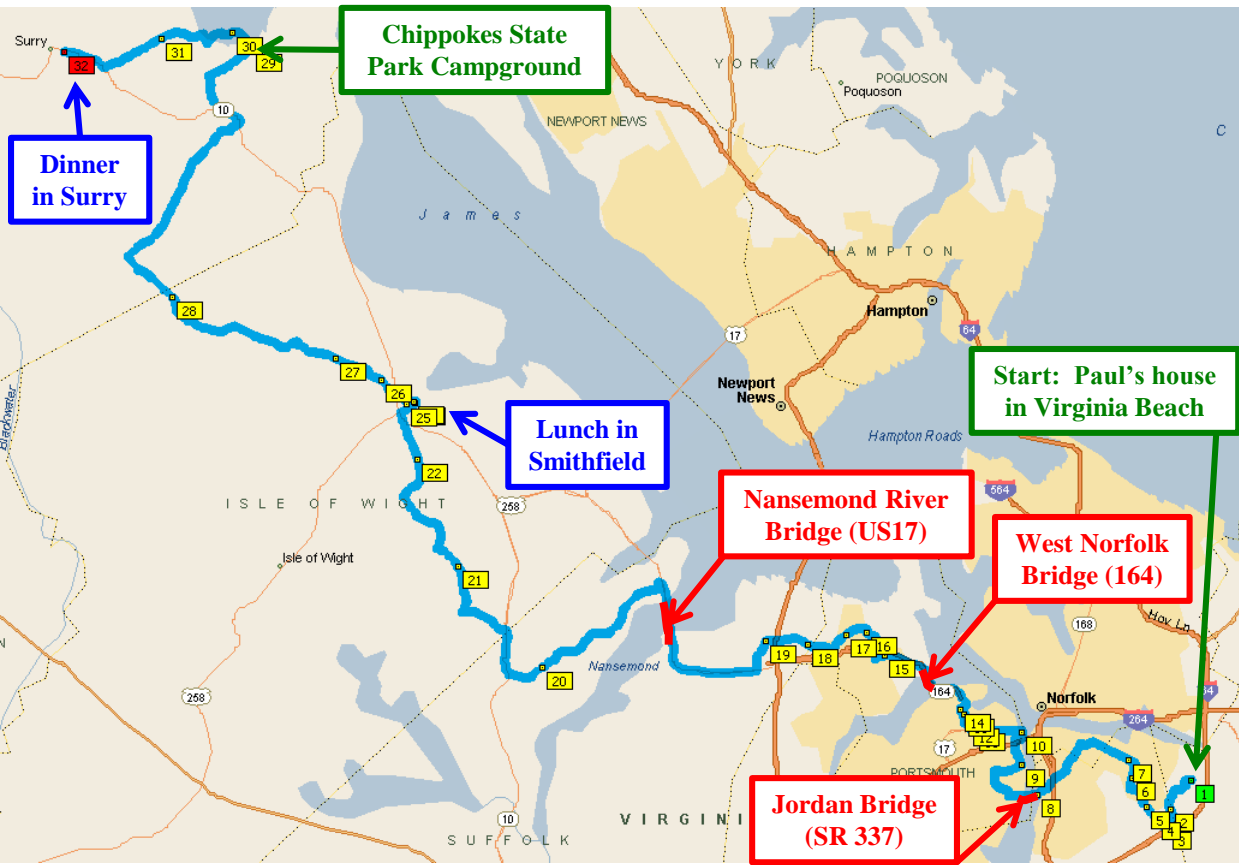 Chippokes State
Park Campground
Surry
31
30
29
32
10
Dinner
in Surry
YORK
POQUOSON
Poquoson
NEWPORT NEWS
C
James
HAMPTON
Hampton
64
17
28
27
26
25
Newport
News
Start: Paul's house
in Virginia Beach
Blackwater
Lunch in
Smithfield
Hampton Roads
22
ISLE OF WIGHT
258
564
Nansemond River
Bridge (US17)
West Norfolk
Bridge (164)
Isle of Wight
21
Hov Ln
168
N
20
Nansemond
19
18
17
16
15
164
258
Norfolk
264
64
14
12
10
17
PORTSMOUTH
9
8
7
6
5
4
3
2
1
10
SUFFOLK
VIRGINI
Jordan Bridge
(SR 337)